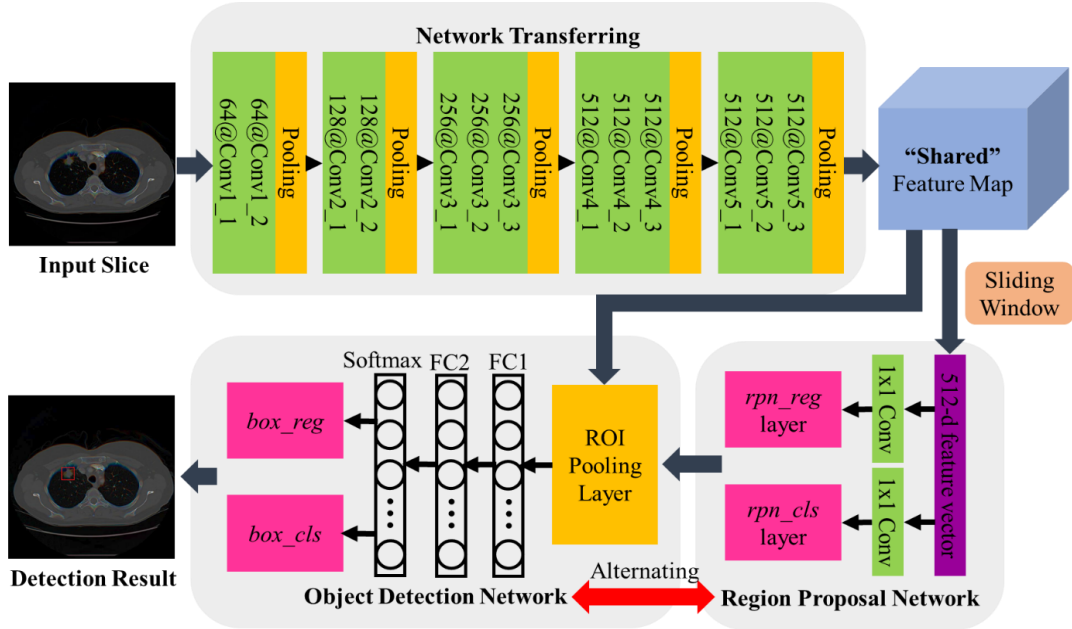 Network Transferring
64@Conv1_1
64@Conv1_2
Pooling
128@Conv2_1
128@Conv2_2
Pooling
256@Conv3_1
256@Conv3_2
256@Conv3_3
Pooling
512@Conv4_1
512@Conv4_2
512@Conv4_3
Pooling
512@Conv5_1
512@Conv5_2
512@Conv5_3
Pooling
“Shared”
Feature Map
Input Slice
Sliding
Window
Softmax
FC2
FC1
box_reg
box_cls
ROI
Pooling
Layer
rpn_reg
layer
rpn_cls
layer
1x1 Conv
1x1 Conv
512-d feature vector
Detection Result
Object Detection Network
Alternating
Region Proposal Network